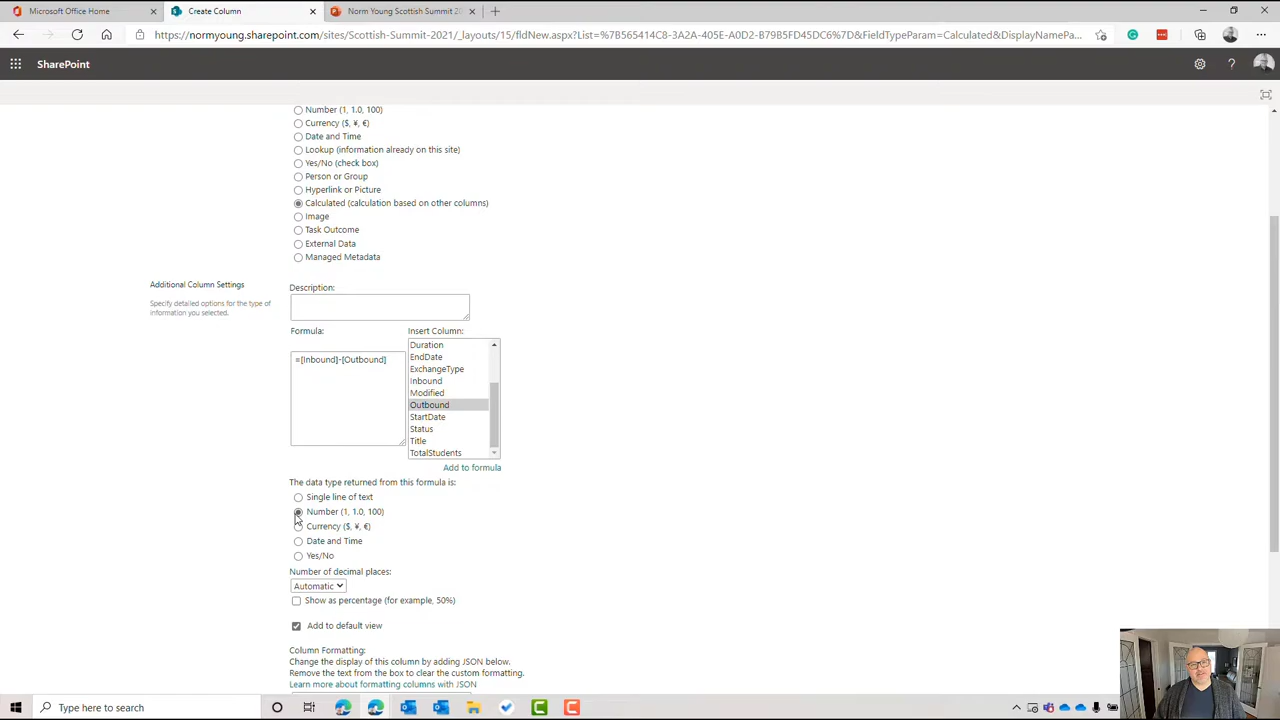 Microsoft Office Home
Create Column
Norm Young Scottish Summit 20
https://normyoung.sharepoint.com/sites/Scottish-Summit-2021/_layouts/15/fldNew.aspx?List=%7B565414C8-3A2A-405E-A0D2-B79B5FD45DC6%7D&FieldTypeParam=Calculated&DisplayNamePa...
SharePoint
Number (1, 1.0, 100)
Currency ($, ¥, €)
Date and Time
Lookup (information already on this site)
Yes/No (check box)
Person or Group
Hyperlink or Picture
Calculated (calculation based on other columns)
Image
Task Outcome
External Data
Managed Metadata
Additional Column Settings
Specify detailed options for the type of
information you selected.
Description:
Formula:
Insert Column:
=[Inbound]-[Outbound]
Duration
EndDate
ExchangeType
Inbound
Modified
Outbound
StartDate
Status
Title
TotalStudents
Add to formula
The data type returned from this formula is:
Single line of text
Number (1, 1.0, 100)
Currency ($, ¥, €)
Date and Time
Yes/No
Number of decimal places:
Automatic
Show as percentage (for example, 50%)
Add to default view
Column Formatting:
Change the display of this column by adding JSON below.
Remove the text from the box to clear the custom formatting.
Learn more about formatting columns with JSON
Type here to search